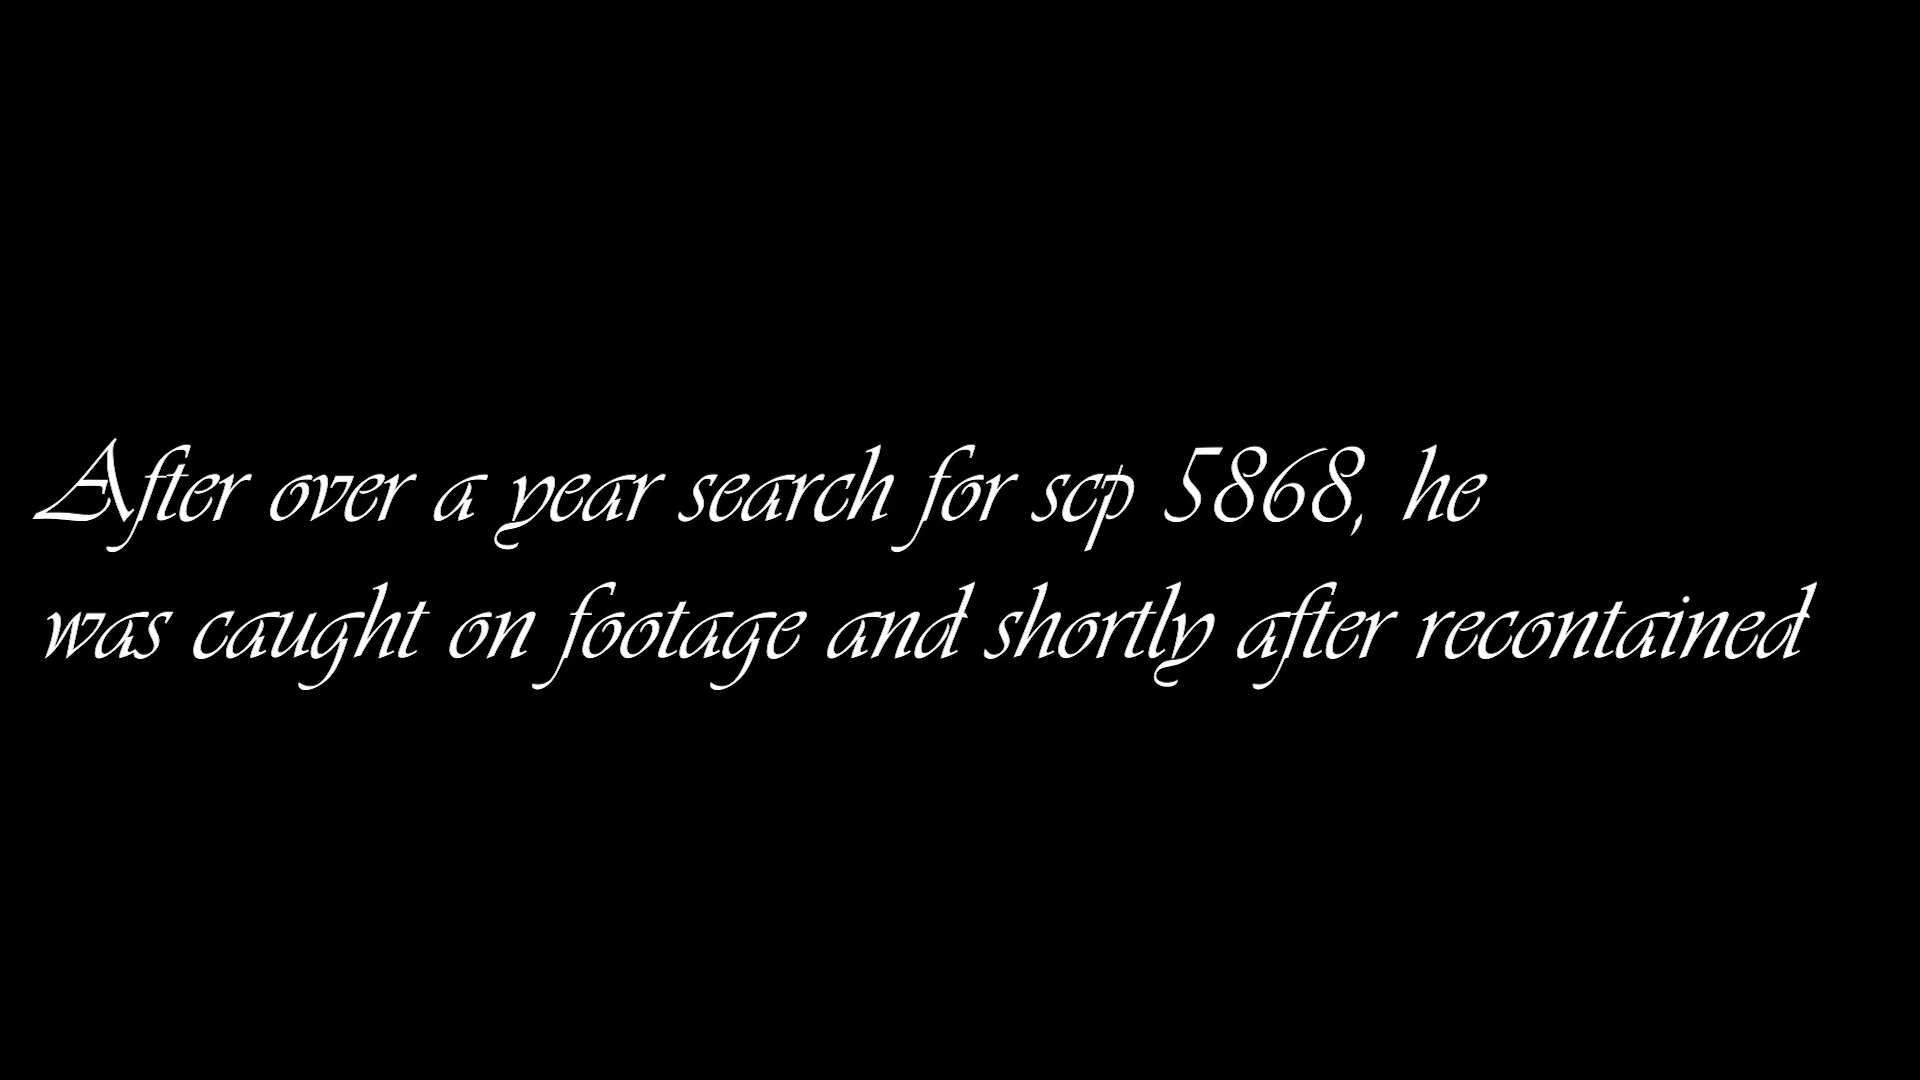 After over a year search for scp 5868, he
was caught on footage and shortly after recontained